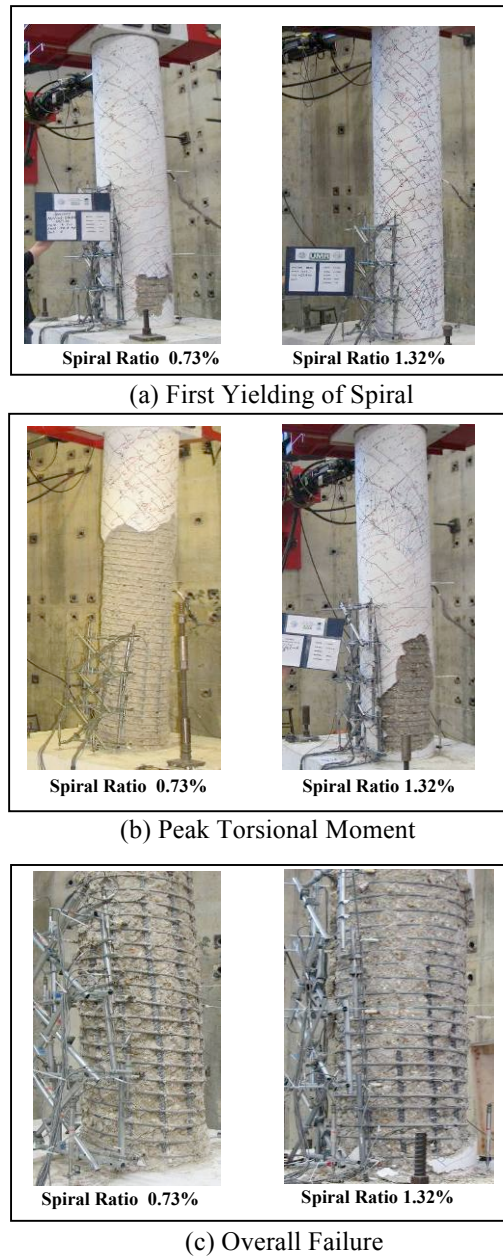 UMR
Spiral Ratio 0.73%
Spiral Ratio 1.32%
(a) First Yielding of Spiral
Spiral Ratio 0.73%
Spiral Ratio 1.32%
(b) Peak Torsional Moment
Spiral Ratio 0.73%
Spiral Ratio 1.32%
(c) Overall Failure